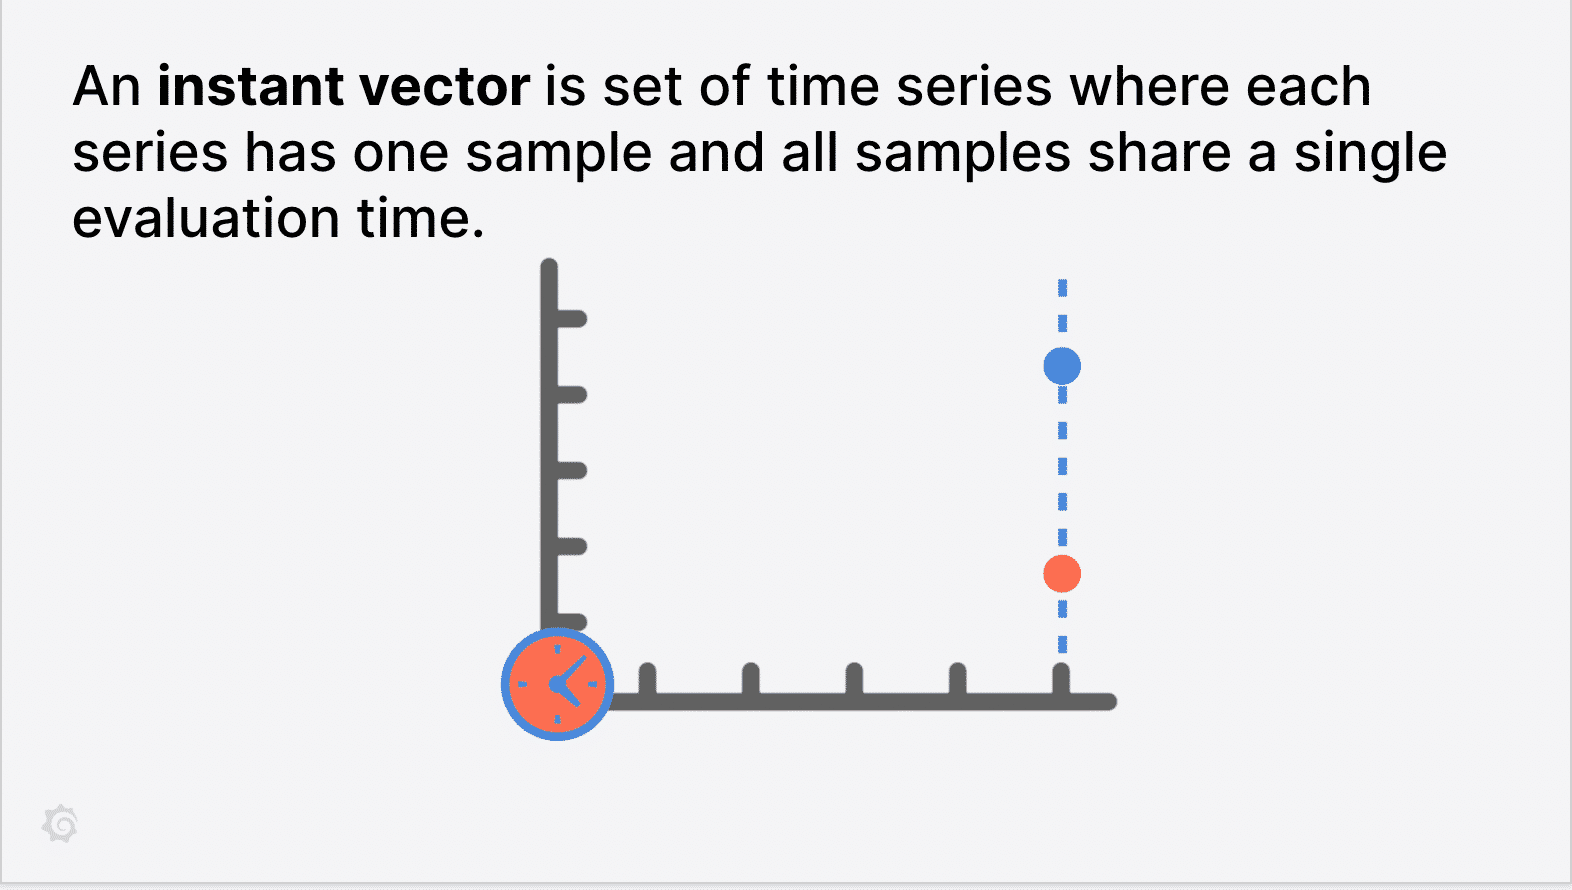 An instant vector is set of time series where each
series has one sample and all samples share a single
evaluation time.